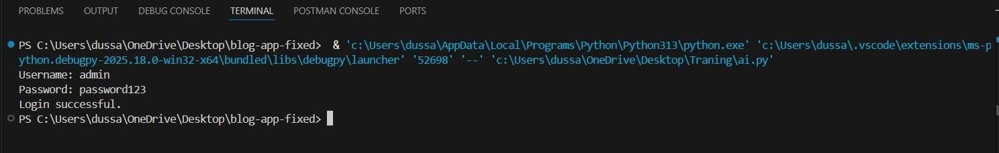 PROBLEMS OUTPUT DEBUG CONSOLE TERMINAL POSTMAN CONSOLE PORTS
PS C:\Users\dussa\OneDrive\Desktop\blog-app-fixed>  & 'c:\Users\dussa\AppData\Local\Programs\Python\Python313\python.exe' 'c:\Users\dussa\.vscode\extensions\ms-p
ython.debugpy-2025.18.0-win32-x64\bundled\libs\debugpy\launcher' '52698' '--' 'c:\Users\dussa\OneDrive\Desktop\Traning\ai.py'
Username: admin
Password: password123
Login successful.
PS C:\Users\dussa\OneDrive\Desktop\blog-app-fixed>